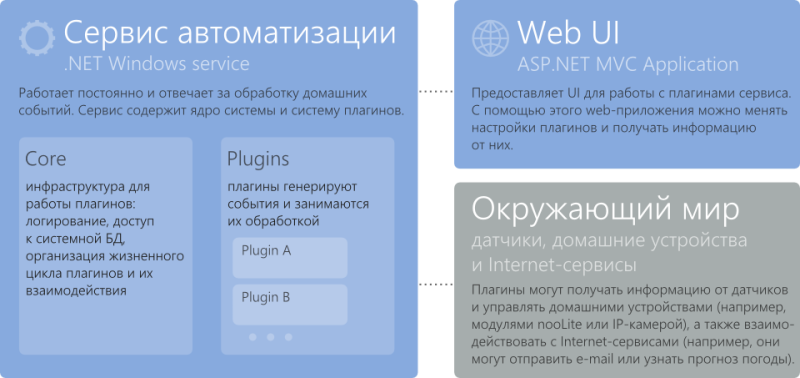 Сервис автоматизации
.NET Windows service
Работает постоянно и отвечает за обработку домашних
событий. Сервис содержит ядро системы и систему плагинов.
Core
инфраструктура для
работы плагинов:
логирование, доступ
к системной БД,
организация жизненного
цикла плагинов и их
взаимодействия
Plugins
плагины генерируют
события и занимаются
их обработкой
Plugin A
Plugin B
Web UI
ASP.NET MVC Application
Предоставляет UI для работы с плагинами сервиса.
С помощью этого web-приложения можно менять
настройки плагинов и получать информацию
от них.
Окружающий мир
датчики, домашние устройства
и Internet-сервисы
Плагины могут получать информацию от датчиков
и управлять домашними устройствами (например,
модулями nooLite или IP-камерой), а также взаимо-
действовать с Internet-сервисами (например, они
могут отправить e-mail или узнать прогноз погоды).